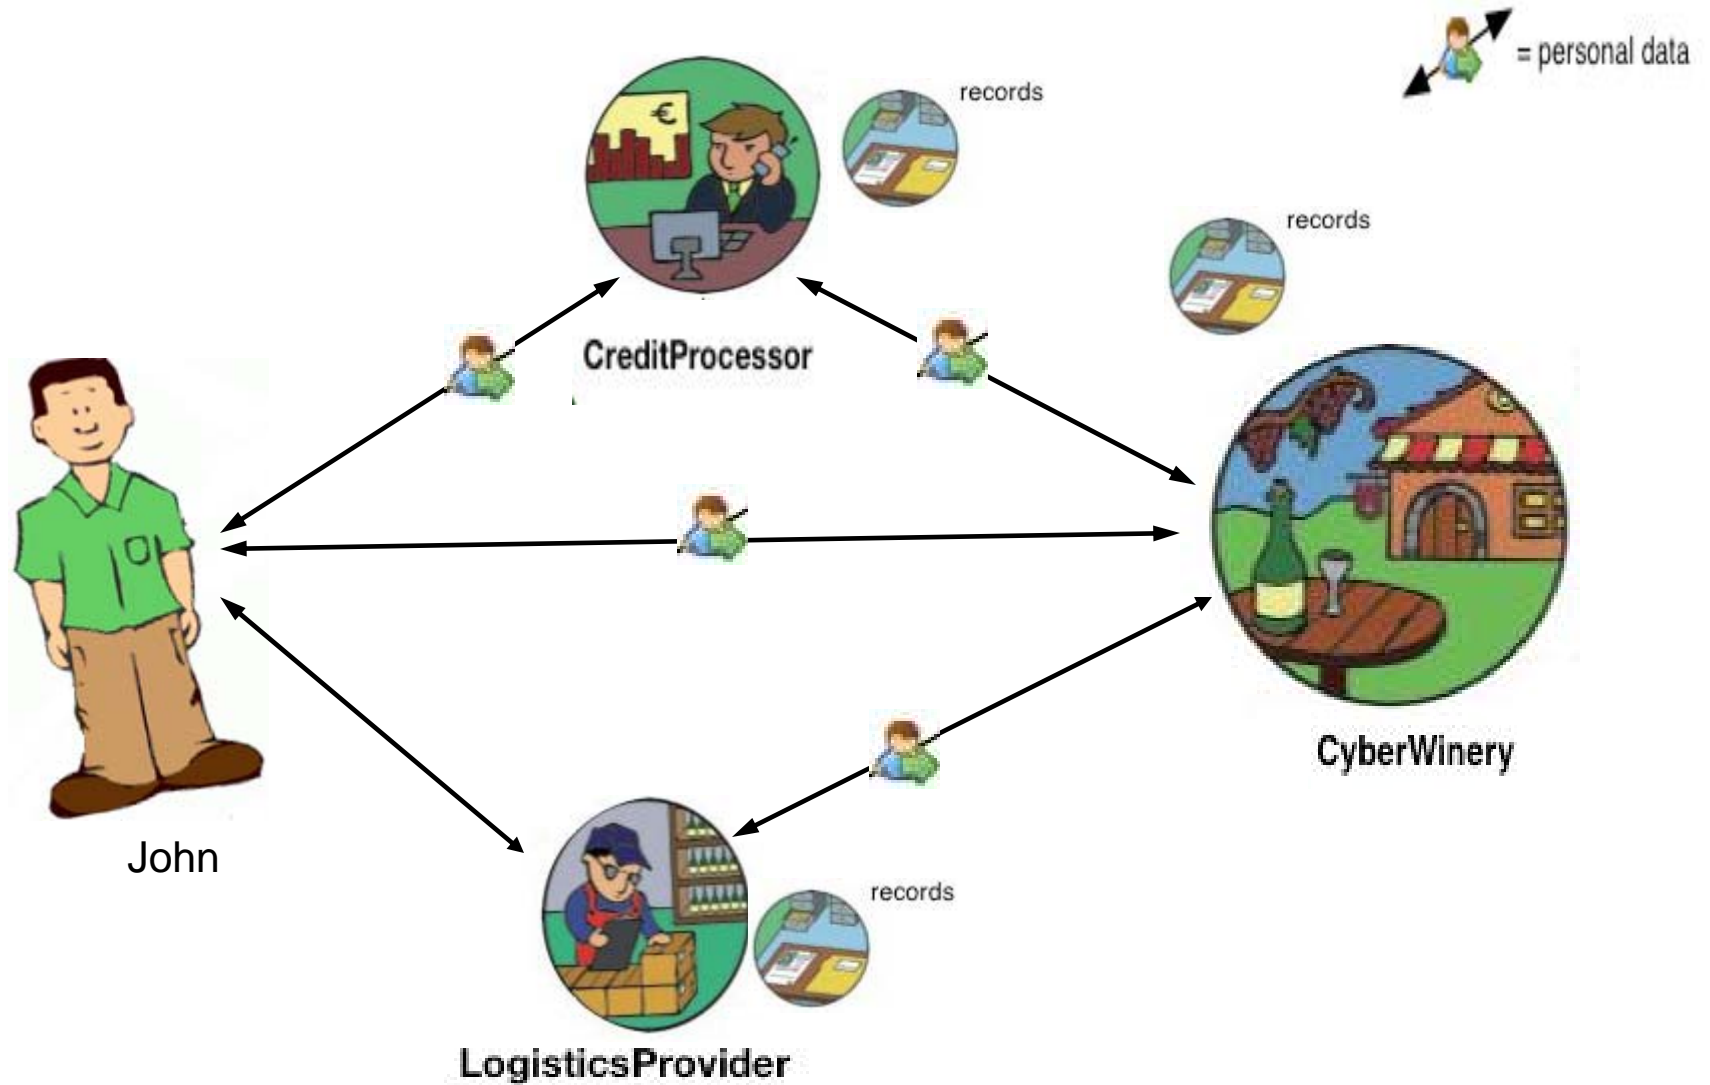 = personal data
records
records
€
CreditProcessor
CyberWinery
John
records
LogisticsProvider